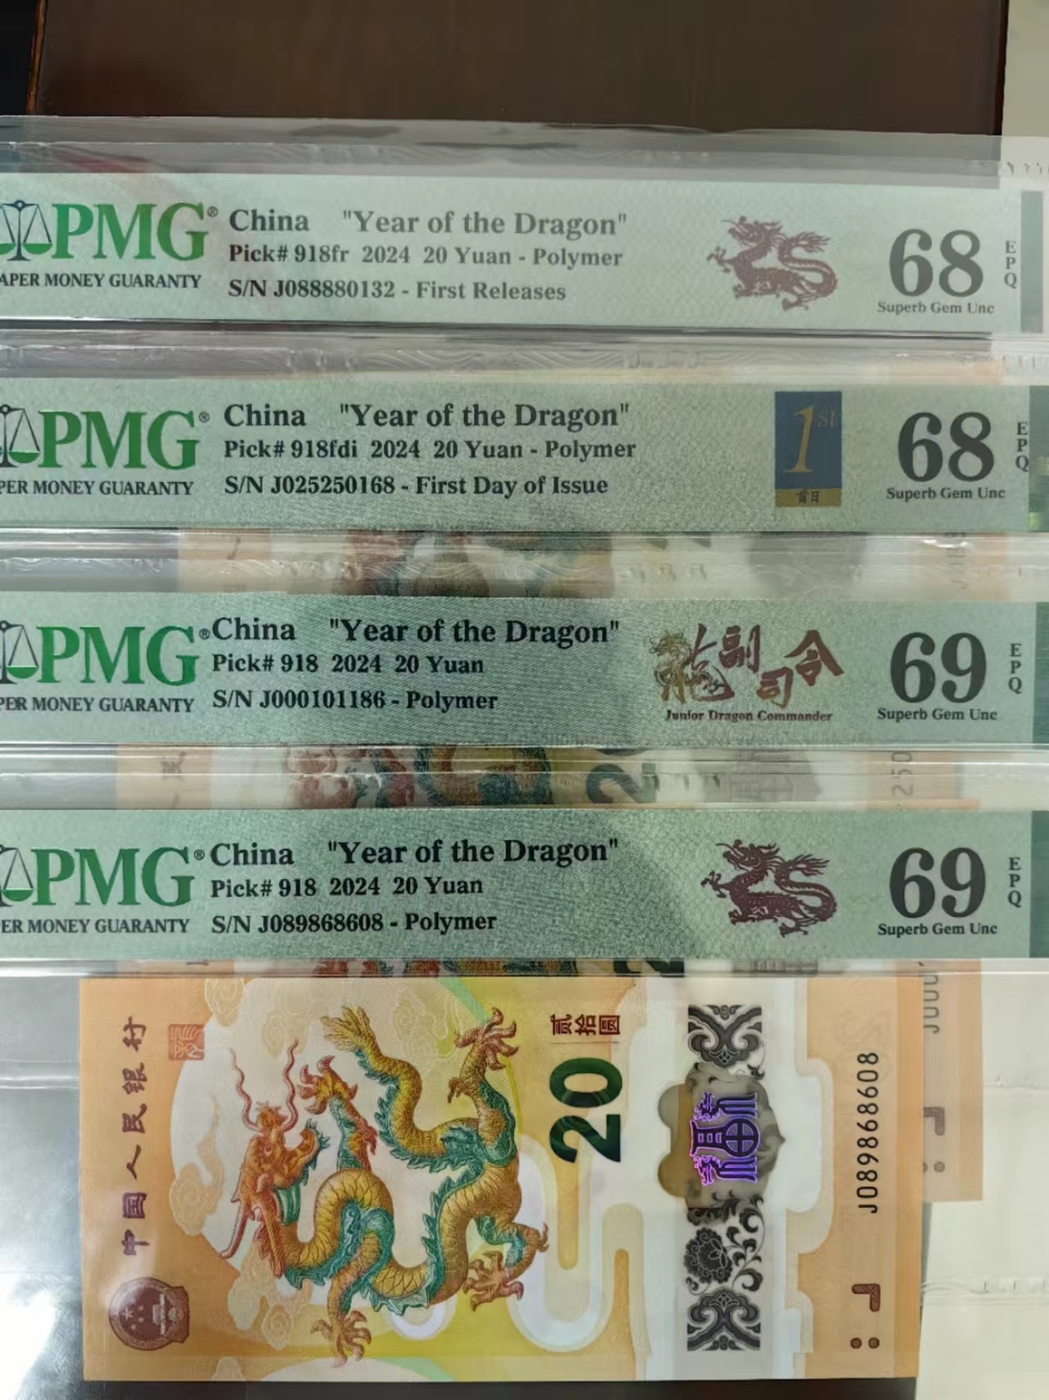 PMG® China "Year of the Dragon"
Pick# 918fr 2024 20 Yuan - Polymer
APER MONEY GUARANTY
S/N J088880132 - First Releases
68
EPQ
Superb Gem Unc
PMG® China "Year of the Dragon"
Pick# 918fdi 2024 20 Yuan - Polymer
PER MONEY GUARANTY
S/N J025250168 - First Day of Issue
1st
首日
68
EPQ
Superb Gem Unc
PMG® China "Year of the Dragon"
Pick# 918 2024 20 Yuan
PER MONEY GUARANTY
S/N J000101186 - Polymer
龍副司令
Junior Dragon Commander
69
EPQ
Superb Gem Unc
PMG® China "Year of the Dragon"
Pick# 918 2024 20 Yuan
ER MONEY GUARANTY
S/N J089868608 - Polymer
69
EPQ
Superb Gem Unc
中国人民银行
贰拾圆
20
J089868608